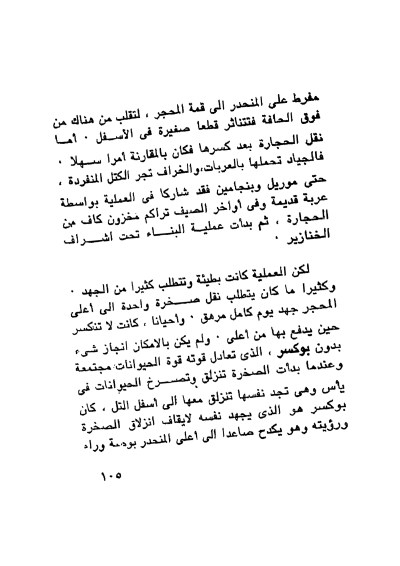 مفرط على المنحدر الى قمة المحجر ، لتقلب من هناك من
فوق الحافة فتتناثر قطعا صغيرة فى الأسفل ٠ أما
نقل الحجارة بعد كسرها فكان بالمقارنة أمرا سهلا ٠
فالجياد تحملها بالعربات،والخراف تجر الكتل المنفردة ،
حتى موريل وبنجامين فقد شاركا فى العملية بواسطة
عربة قديمة وفى أواخر الصيف تراكم مخزون كاف من
الحجارة ، ثم بدأت عملية البناء تحت اشراف
الخنازير ٠
لكن العملية كانت بطيئة وتتطلب كثيرا من الجهد ٠
وكثيرا ما كان يتطلب نقل صخرة واحدة الى أعلى
المحجر جهد يوم كامل مرهق ٠ وأحيانا ، كانت لا تنكسر
حين يدفع بها من أعلى ٠ ولم يكن بالامكان انجاز شىء
بدون بوكسر ، الذى تعادل قوته قوة الحيوانات مجتمعة
وعندما بدأت الصخرة تنزلق وتصرخ الحيوانات فى
يأس وهى تجد نفسها تنزلق معها الى أسفل التل ، كان
بوكسر هو الذى يجهد نفسه لايقاف انزلاق الصخرة
ورؤيته وهو يكدح صاعدا الى أعلى المنحدر بوصة وراء
١٠٥